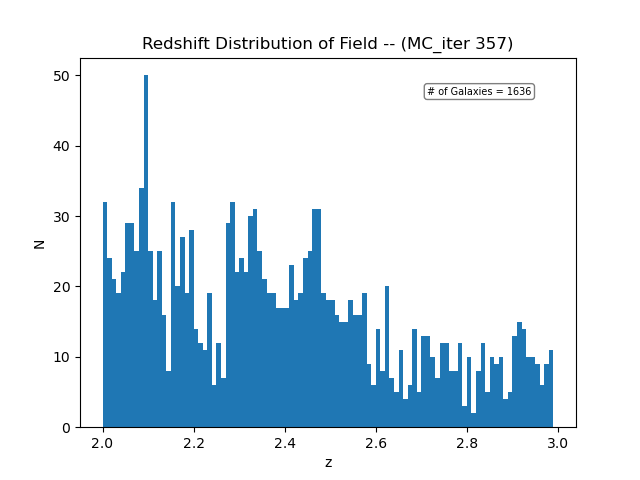 Redshift Distribution of Field -- (MC_iter 357)
# of Galaxies = 1636
50
40
30
20
10
0
N
2.0 2.2 2.4 2.6 2.8 3.0
z